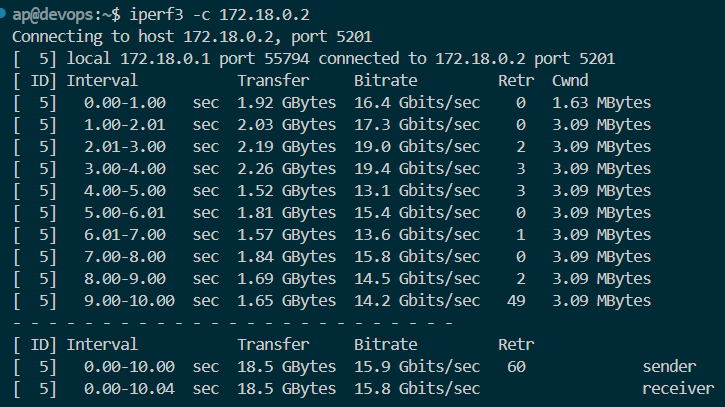 ap@devops:~$ iperf3 -c 172.18.0.2
Connecting to host 172.18.0.2, port 5201
[  5] local 172.18.0.1 port 55794 connected to 172.18.0.2 port 5201
[ ID] Interval           Transfer     Bitrate         Retr  Cwnd
[  5]   0.00-1.00   sec  1.92 GBytes  16.4 Gbits/sec    0   1.63 MBytes
[  5]   1.00-2.01   sec  2.03 GBytes  17.3 Gbits/sec    0   3.09 MBytes
[  5]   2.01-3.00   sec  2.19 GBytes  19.0 Gbits/sec    2   3.09 MBytes
[  5]   3.00-4.00   sec  2.26 GBytes  19.4 Gbits/sec    3   3.09 MBytes
[  5]   4.00-5.00   sec  1.52 GBytes  13.1 Gbits/sec    3   3.09 MBytes
[  5]   5.00-6.01   sec  1.81 GBytes  15.4 Gbits/sec    0   3.09 MBytes
[  5]   6.01-7.00   sec  1.57 GBytes  13.6 Gbits/sec    1   3.09 MBytes
[  5]   7.00-8.00   sec  1.84 GBytes  15.8 Gbits/sec    0   3.09 MBytes
[  5]   8.00-9.00   sec  1.69 GBytes  14.5 Gbits/sec    2   3.09 MBytes
[  5]   9.00-10.00  sec  1.65 GBytes  14.2 Gbits/sec   49   3.09 MBytes
- - - - - - - - - - - - - - - - - - - - - - - - -
[ ID] Interval           Transfer     Bitrate         Retr
[  5]   0.00-10.00  sec  18.5 GBytes  15.9 Gbits/sec   60             sender
[  5]   0.00-10.04  sec  18.5 GBytes  15.8 Gbits/sec                  receiver